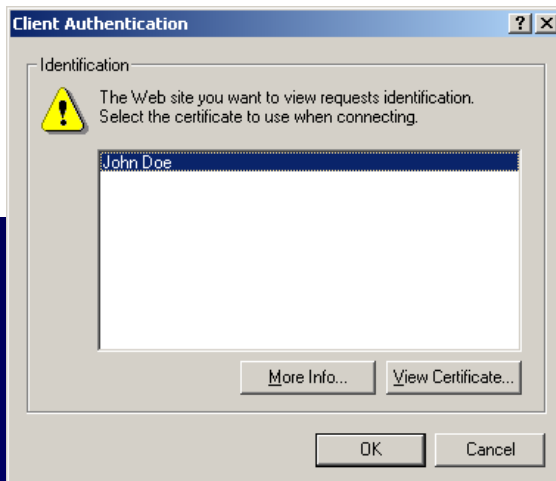 Client Authentication
Identification
The Web site you want to view requests identification.
Select the certificate to use when connecting.
John Doe
More Info...
View Certificate...
OK
Cancel